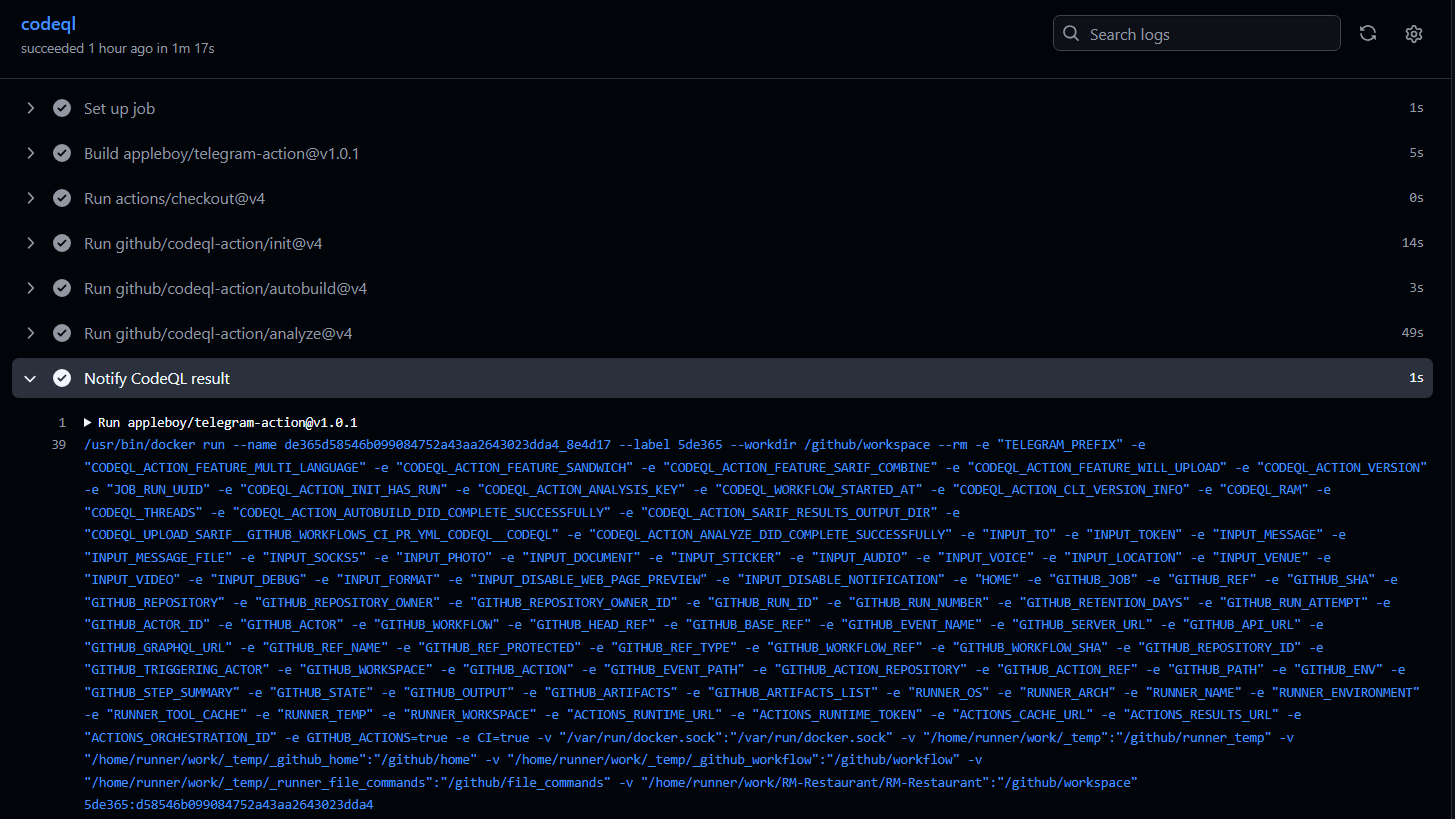 codeql
succeeded 1 hour ago in 1m 17s
Search logs
Set up job 1s
Build appleboy/telegram-action@v1.0.1 5s
Run actions/checkout@v4 0s
Run github/codeql-action/init@v4 14s
Run github/codeql-action/autobuild@v4 3s
Run github/codeql-action/analyze@v4 49s
Notify CodeQL result 1s
1 Run appleboy/telegram-action@v1.0.1
39 /usr/bin/docker run --name de365d58546b099084752a43aa2643023dda4_8e4d17 --label 5de365 --workdir /github/workspace --rm -e "TELEGRAM_PREFIX" -e
"CODEQL_ACTION_FEATURE_MULTI_LANGUAGE" -e "CODEQL_ACTION_FEATURE_SANDWICH" -e "CODEQL_ACTION_FEATURE_SARIF_COMBINE" -e "CODEQL_ACTION_FEATURE_WILL_UPLOAD" -e "CODEQL_ACTION_VERSION"
-e "JOB_RUN_UUID" -e "CODEQL_ACTION_INIT_HAS_RUN" -e "CODEQL_ACTION_ANALYSIS_KEY" -e "CODEQL_WORKFLOW_STARTED_AT" -e "CODEQL_ACTION_CLI_VERSION_INFO" -e "CODEQL_RAM" -e
"CODEQL_THREADS" -e "CODEQL_ACTION_AUTOBUILD_DID_COMPLETE_SUCCESSFULLY" -e "CODEQL_ACTION_SARIF_RESULTS_OUTPUT_DIR" -e
"CODEQL_UPLOAD_SARIF__GITHUB_WORKFLOWS_CI_PR_YML_CODEQL__CODEQL" -e "CODEQL_ACTION_ANALYZE_DID_COMPLETE_SUCCESSFULLY" -e "INPUT_TO" -e "INPUT_TOKEN" -e "INPUT_MESSAGE" -e
"INPUT_MESSAGE_FILE" -e "INPUT_SOCKS5" -e "INPUT_PHOTO" -e "INPUT_DOCUMENT" -e "INPUT_STICKER" -e "INPUT_AUDIO" -e "INPUT_VOICE" -e "INPUT_LOCATION" -e "INPUT_VENUE" -e
"INPUT_VIDEO" -e "INPUT_DEBUG" -e "INPUT_FORMAT" -e "INPUT_DISABLE_WEB_PAGE_PREVIEW" -e "INPUT_DISABLE_NOTIFICATION" -e "HOME" -e "GITHUB_JOB" -e "GITHUB_REF" -e "GITHUB_SHA" -e
"GITHUB_REPOSITORY" -e "GITHUB_REPOSITORY_OWNER" -e "GITHUB_REPOSITORY_OWNER_ID" -e "GITHUB_RUN_ID" -e "GITHUB_RUN_NUMBER" -e "GITHUB_RETENTION_DAYS" -e "GITHUB_RUN_ATTEMPT" -e
"GITHUB_ACTOR_ID" -e "GITHUB_ACTOR" -e "GITHUB_WORKFLOW" -e "GITHUB_HEAD_REF" -e "GITHUB_BASE_REF" -e "GITHUB_EVENT_NAME" -e "GITHUB_SERVER_URL" -e "GITHUB_API_URL" -e
"GITHUB_GRAPHQL_URL" -e "GITHUB_REF_NAME" -e "GITHUB_REF_PROTECTED" -e "GITHUB_REF_TYPE" -e "GITHUB_WORKFLOW_REF" -e "GITHUB_WORKFLOW_SHA" -e "GITHUB_REPOSITORY_ID" -e
"GITHUB_TRIGGERING_ACTOR" -e "GITHUB_WORKSPACE" -e "GITHUB_ACTION" -e "GITHUB_EVENT_PATH" -e "GITHUB_ACTION_REPOSITORY" -e "GITHUB_ACTION_REF" -e "GITHUB_PATH" -e "GITHUB_ENV" -e
"GITHUB_STEP_SUMMARY" -e "GITHUB_STATE" -e "GITHUB_OUTPUT" -e "GITHUB_ARTIFACTS" -e "GITHUB_ARTIFACTS_LIST" -e "RUNNER_OS" -e "RUNNER_ARCH" -e "RUNNER_NAME" -e "RUNNER_ENVIRONMENT"
-e "RUNNER_TOOL_CACHE" -e "RUNNER_TEMP" -e "RUNNER_WORKSPACE" -e "ACTIONS_RUNTIME_URL" -e "ACTIONS_RUNTIME_TOKEN" -e "ACTIONS_CACHE_URL" -e "ACTIONS_RESULTS_URL" -e
"ACTIONS_ORCHESTRATION_ID" -e GITHUB_ACTIONS=true -e CI=true -v "/var/run/docker.sock":"/var/run/docker.sock" -v "/home/runner/work/_temp":"/github/runner_temp" -v
"/home/runner/work/_temp/_github_home":"/github/home" -v "/home/runner/work/_temp/_github_workflow":"/github/workflow" -v
"/home/runner/work/_temp/_runner_file_commands":"/github/file_commands" -v "/home/runner/work/RM-Restaurant/RM-Restaurant":"/github/workspace"
5de365:d58546b099084752a43aa2643023dda4